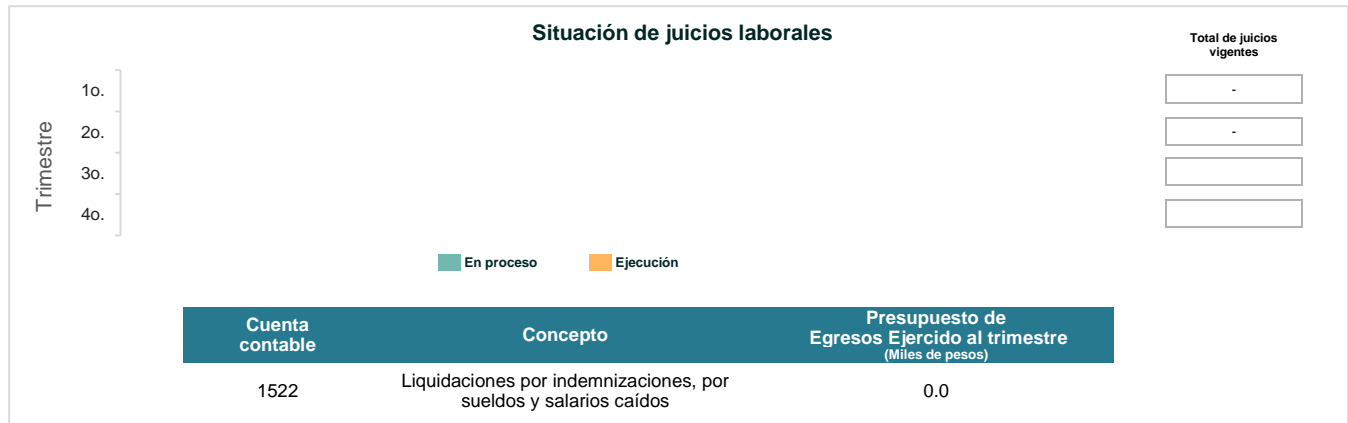 Situación de juicios laborales
Total de juicios
vigentes
Trimestre
1o.
-
2o.
-
3o.
4o.
En proceso
Ejecución
Cuenta
contable
Concepto
Presupuesto de
Egresos Ejercido al trimestre
(Miles de pesos)
1522
Liquidaciones por indemnizaciones, por
sueldos y salarios caídos
0.0